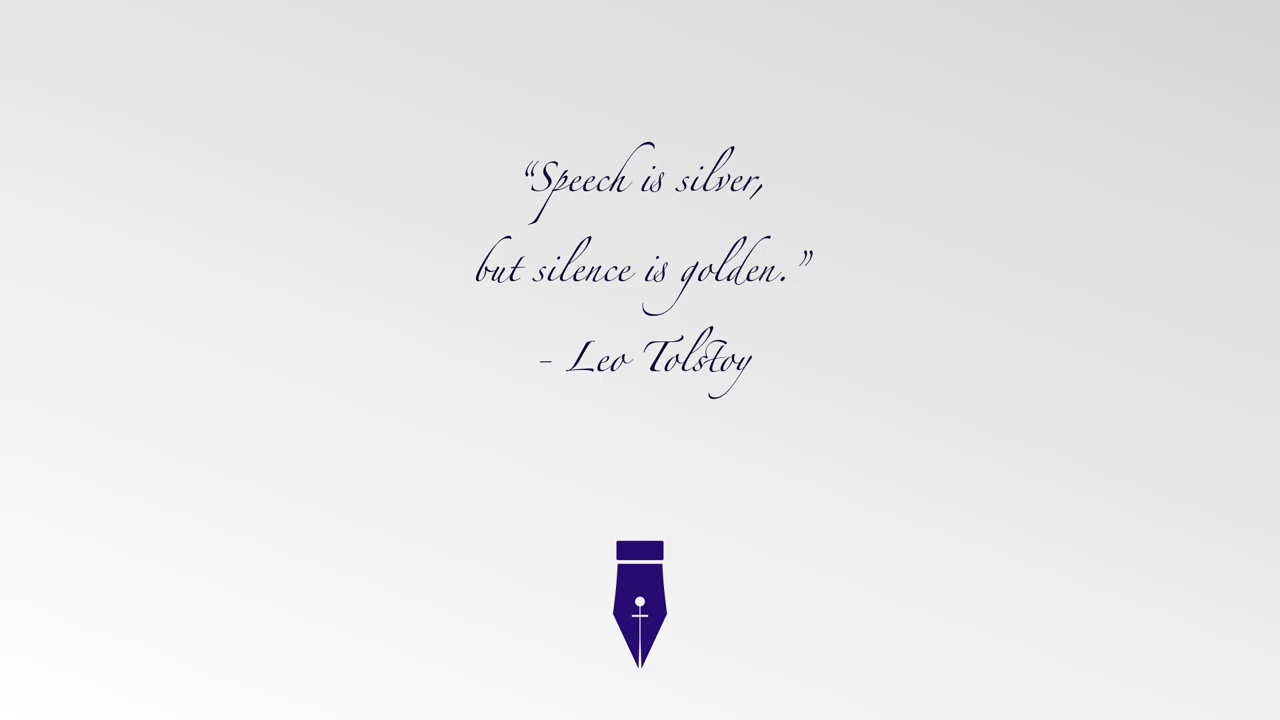 “Speech is silver,
but silence is golden.”
- Leo Tolstoy